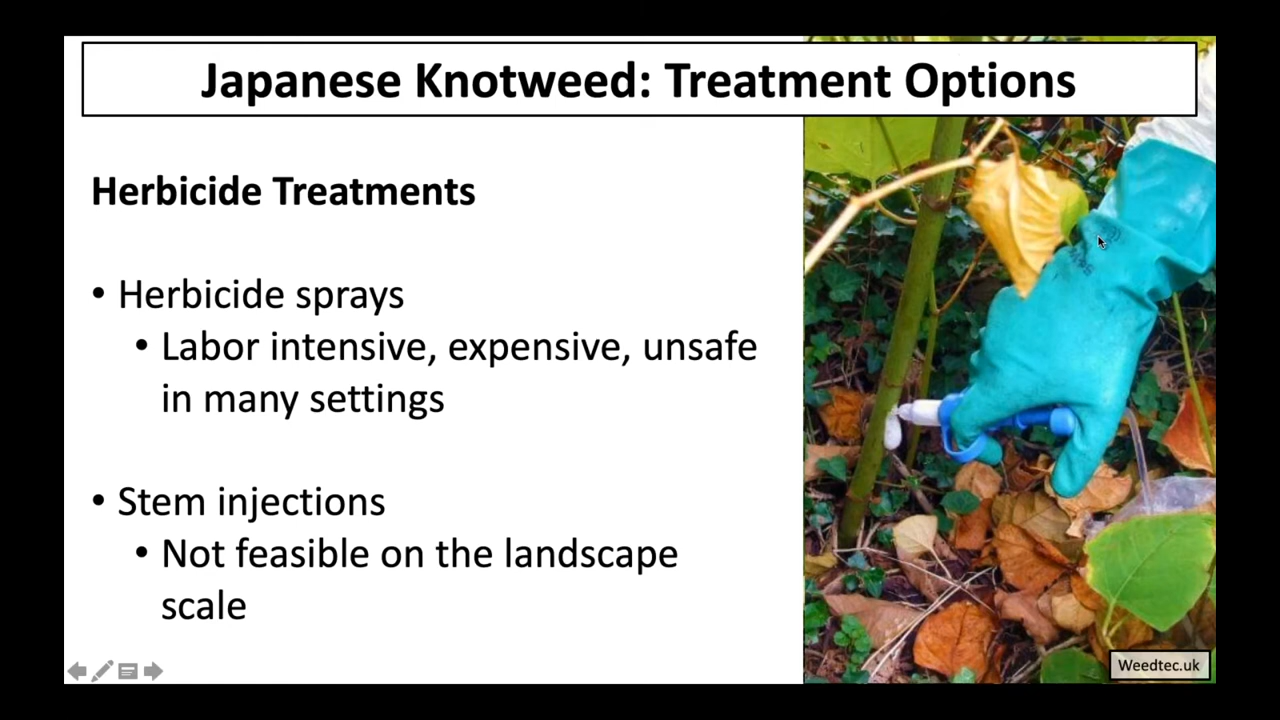 Japanese Knotweed: Treatment Options
Herbicide Treatments
• Herbicide sprays
• Labor intensive, expensive, unsafe
in many settings
• Stem injections
• Not feasible on the landscape
scale
Weedtec.uk